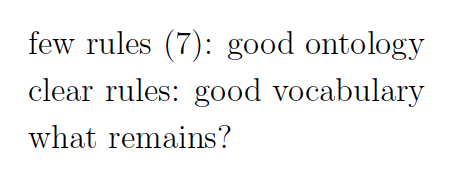 few rules (7): good ontology
clear rules: good vocabulary
what remains?